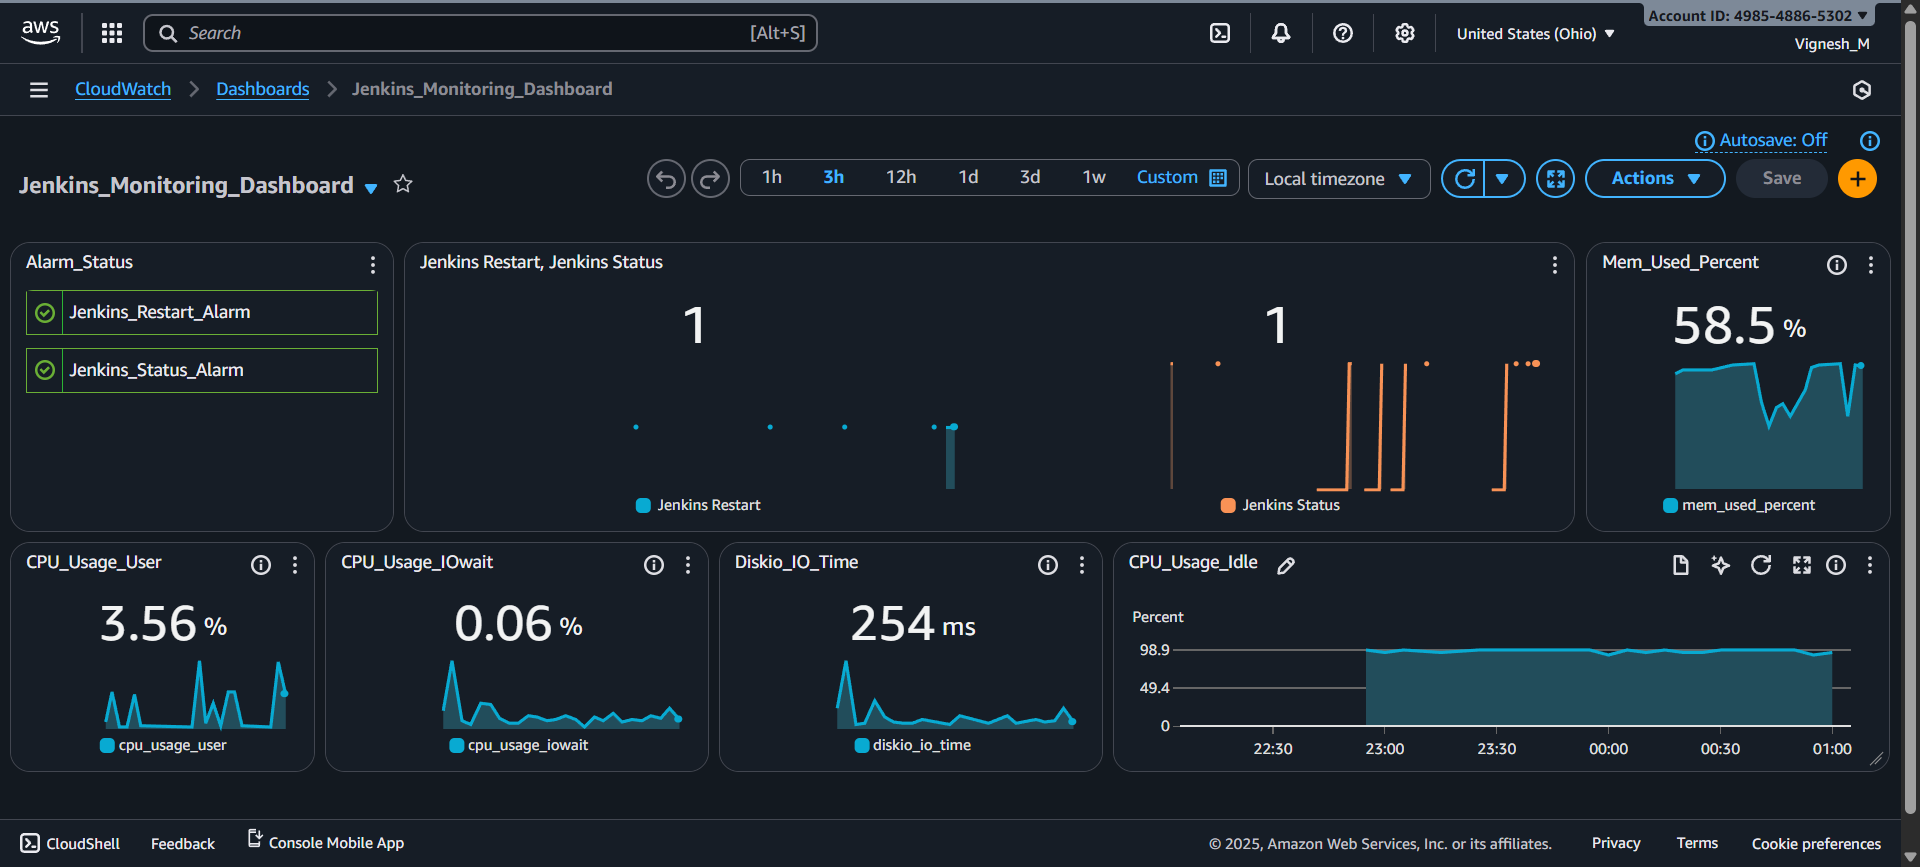 aws
Search
[Alt+S]
United States (Ohio)
Account ID: 4985-4886-5302
Vignesh_M
CloudWatch
Dashboards
Jenkins_Monitoring_Dashboard
Autosave: Off
Jenkins_Monitoring_Dashboard
1h
3h
12h
1d
3d
1w
Custom
Local timezone
Actions
Save
Alarm_Status
Jenkins_Restart_Alarm
Jenkins_Status_Alarm
Jenkins Restart, Jenkins Status
1
Jenkins Restart
1
Jenkins Status
Mem_Used_Percent
58.5 %
mem_used_percent
CPU_Usage_User
3.56 %
cpu_usage_user
CPU_Usage_IOwait
0.06 %
cpu_usage_iowait
Diskio_IO_Time
254 ms
diskio_io_time
CPU_Usage_Idle
Percent
98.9
49.4
0
22:30
23:00
23:30
00:00
00:30
01:00
CloudShell
Feedback
Console Mobile App
© 2025, Amazon Web Services, Inc. or its affiliates.
Privacy
Terms
Cookie preferences